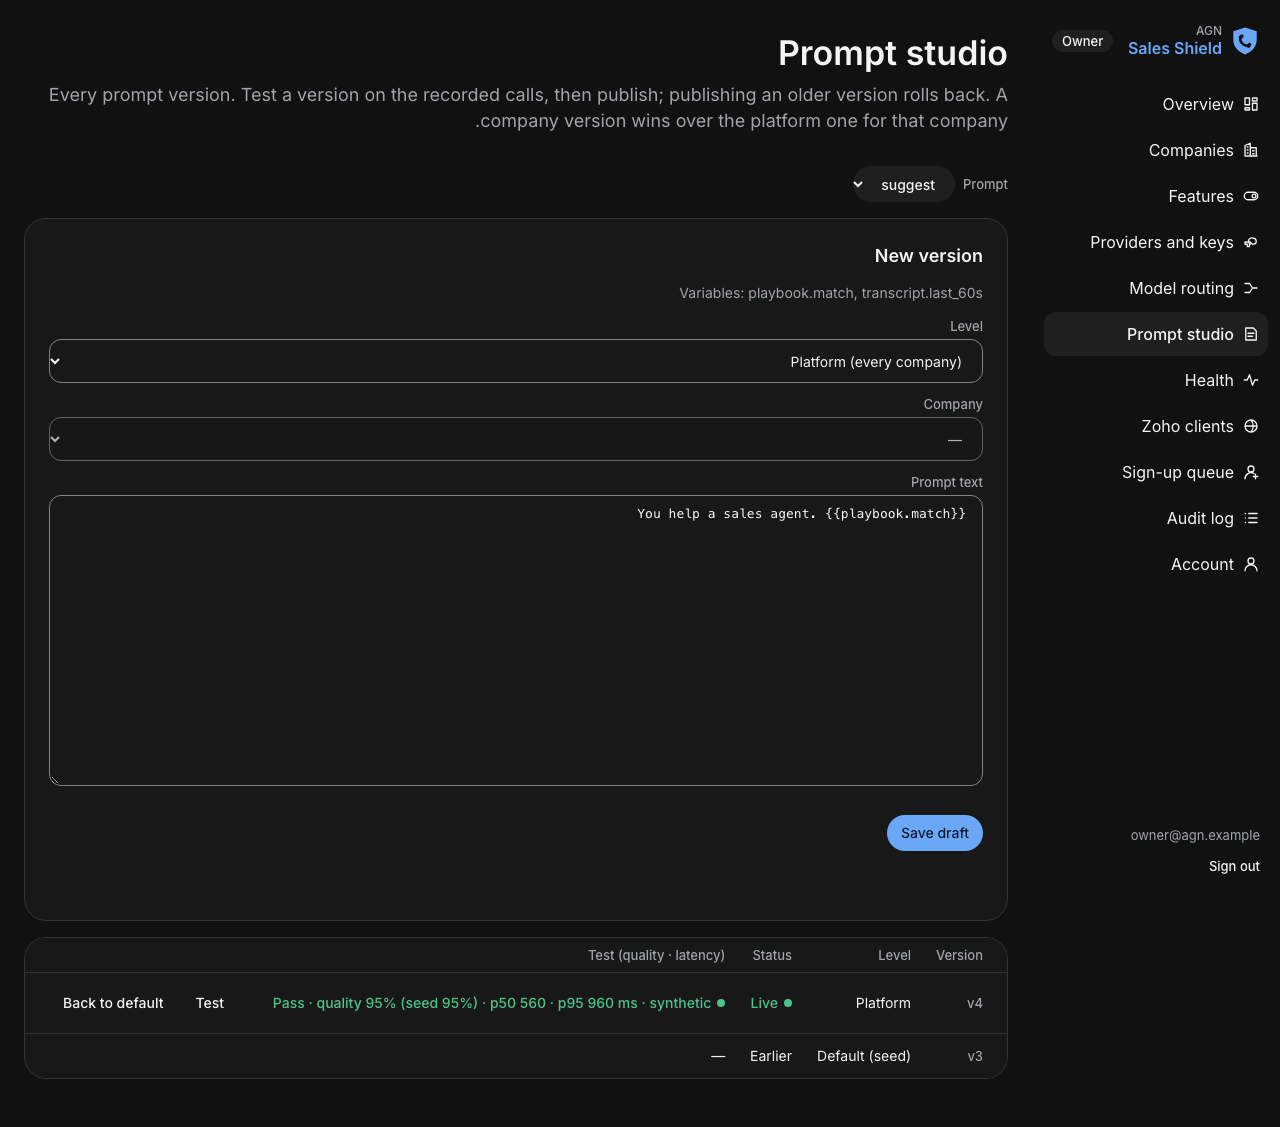 AGN
Sales Shield
Owner
Overview
Companies
Features
Providers and keys
Model routing
Prompt studio
Health
Zoho clients
Sign-up queue
Audit log
Account
owner@agn.example
Sign out
Prompt studio
Every prompt version. Test a version on the recorded calls, then publish; publishing an older version rolls back. A
.company version wins over the platform one for that company
Prompt
suggest
New version
Variables: playbook.match, transcript.last_60s
Level
Platform (every company)
Company
—
Prompt text
You help a sales agent. {{playbook.match}}
Save draft
Version Level Status Test (quality · latency)
v4 Platform Live Pass · quality 95% (seed 95%) · p50 560 · p95 960 ms · synthetic Test Back to default
v3 Default (seed) Earlier —